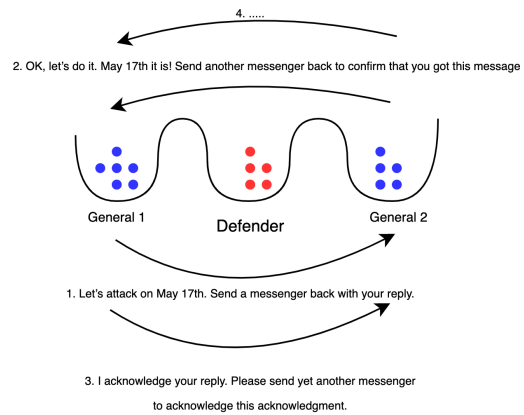 4. .....
2. OK, let's do it. May 17th it is! Send another messenger back to confirm that you got this message
General 1
Defender
General 2
1. Let's attack on May 17th. Send a messenger back with your reply.
3. I acknowledge your reply. Please send yet another messenger
to acknowledge this acknowledgment.